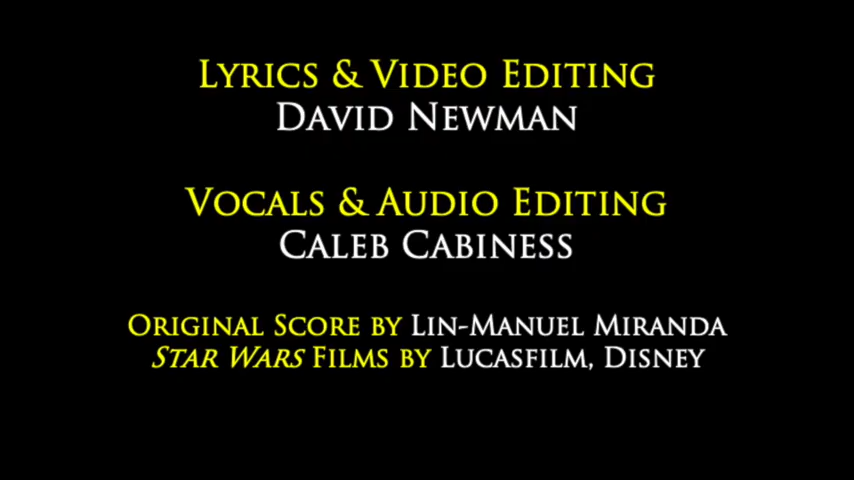 Lyrics & Video Editing
David Newman
Vocals & Audio Editing
Caleb Cabiness
Original Score by Lin-Manuel Miranda
Star Wars Films by Lucasfilm, Disney